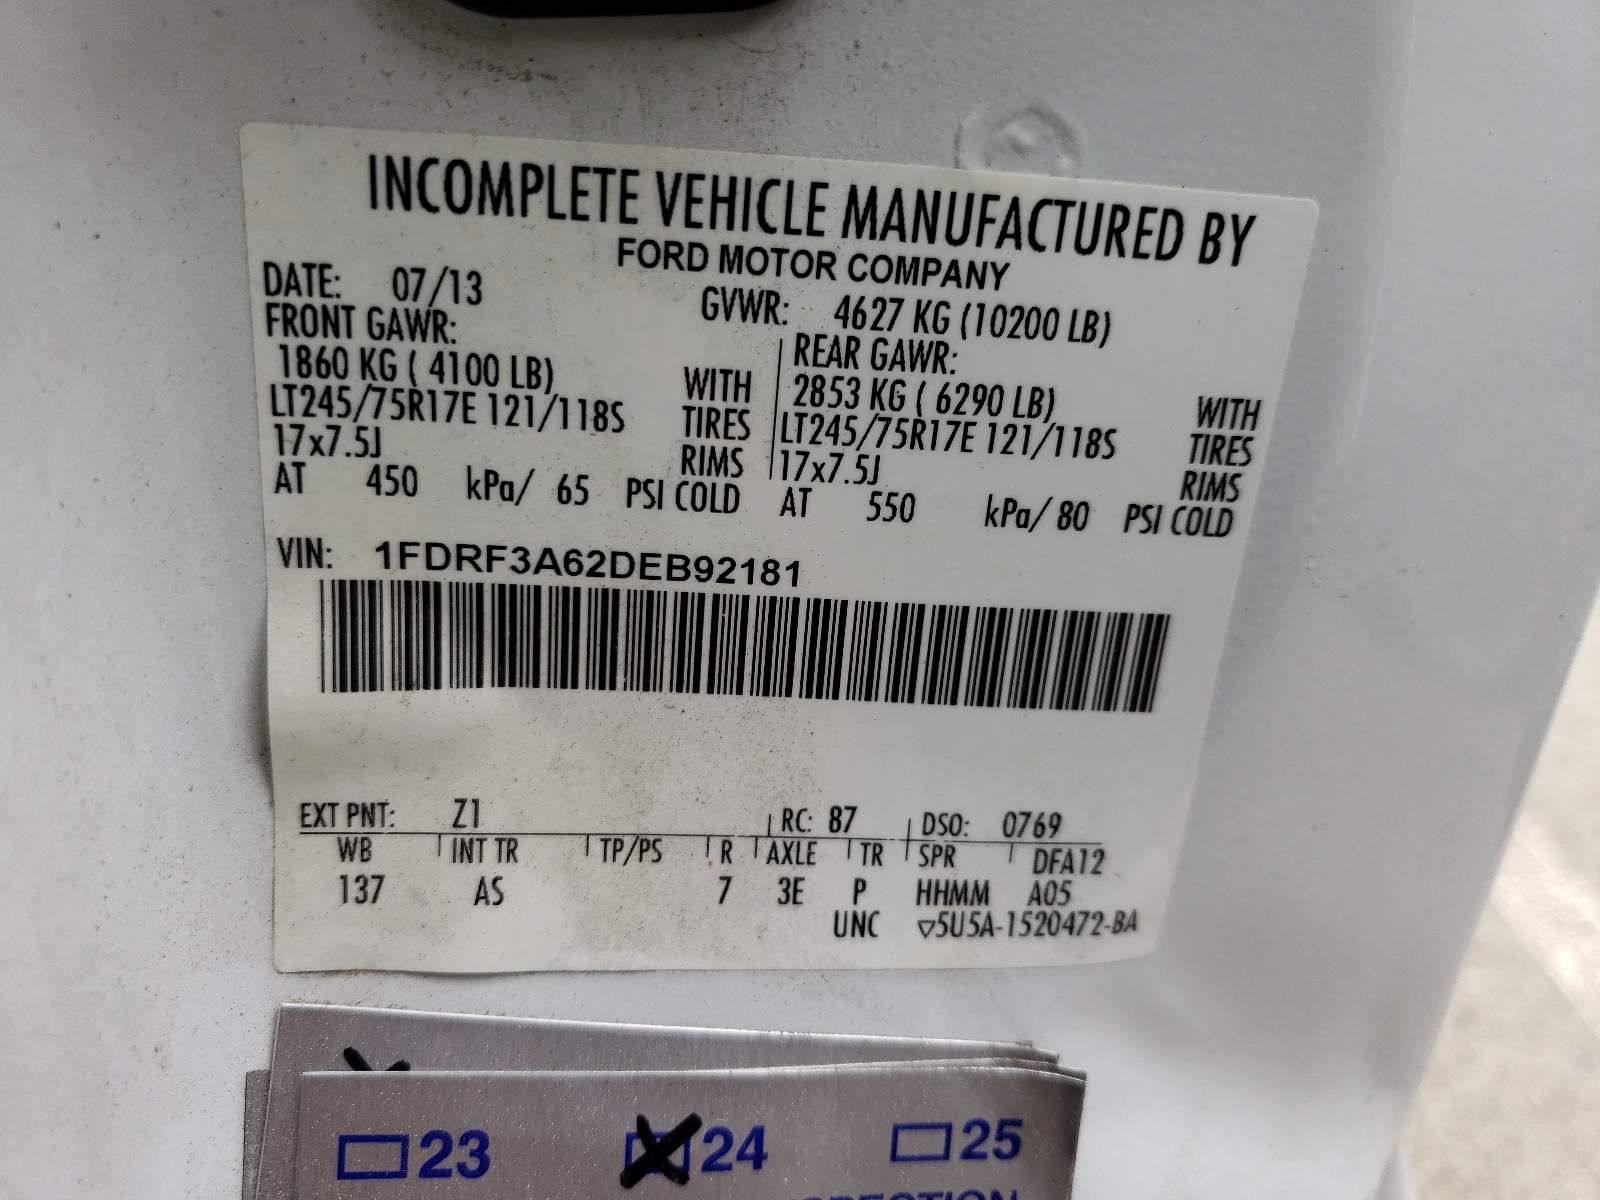 INCOMPLETE VEHICLE MANUFACTURED BY
FORD MOTOR COMPANY
DATE: 07/13 GVWR: 4627 KG (10200 LB)
FRONT GAWR: REAR GAWR:
1860 KG ( 4100 LB) WITH 2853 KG ( 6290 LB) WITH
LT245/75R17E 121/118S TIRES LT245/75R17E 121/118S TIRES
17x7.5J RIMS 17x7.5J RIMS
AT 450 kPa/ 65 PSI COLD AT 550 kPa/ 80 PSI COLD
VIN: 1FDRF3A62DEB92181
EXT PNT: Z1 RC: 87 DSO: 0769
WB INT TR TP/PS R AXLE TR SPR DFA12
137 AS 7 3E P HHMM A05
UNC ▽5U5A-1520472-BA
23 24 25